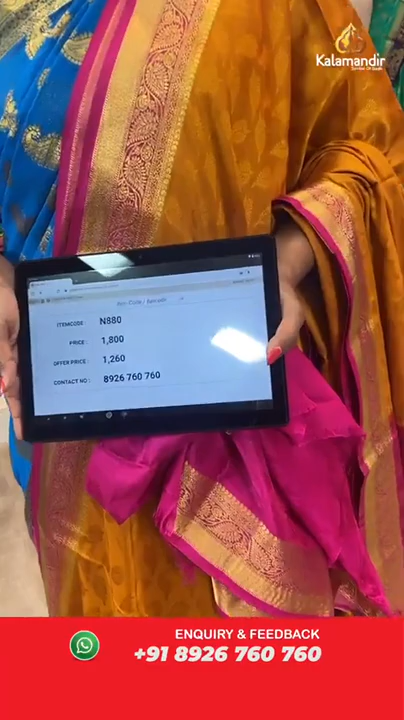 Kalamandir
ITEMCODE : N880
PRICE : 1,800
OFFER PRICE : 1,260
CONTACT NO : 8926 760 760
ENQUIRY & FEEDBACK
+91 8926 760 760